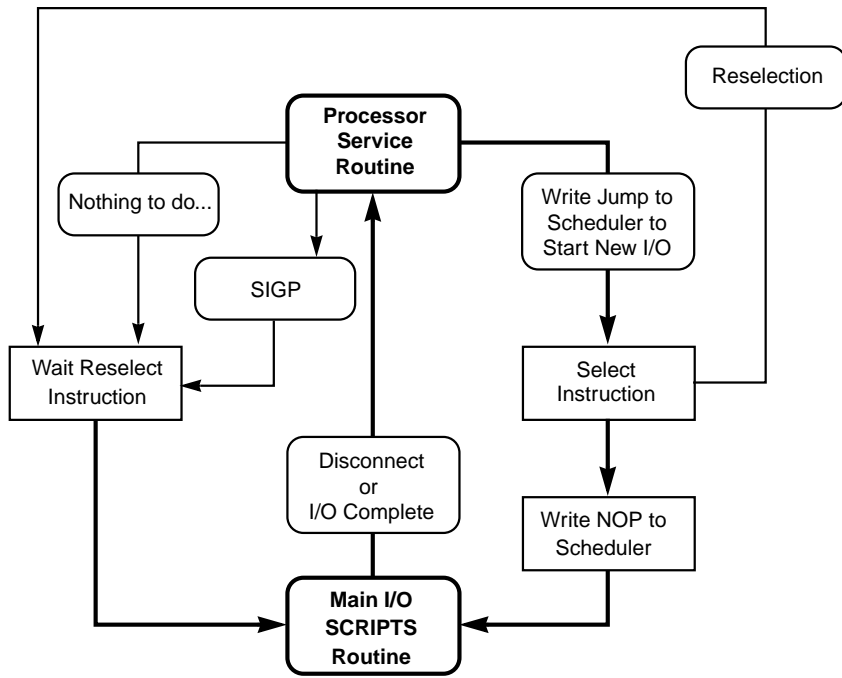 Reselection
Processor
Service
Routine
Nothing to do...
Write Jump to
Scheduler to
Start New I/O
SIGP
Wait Reselect
Instruction
Select
Instruction
Disconnect
or
I/O Complete
Write NOP to
Scheduler
Main I/O
SCRIPTS
Routine